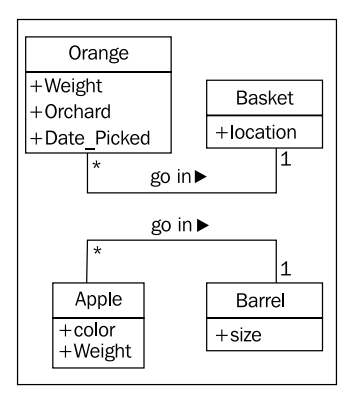 Orange
+Weight
+Orchard
+Date_Picked
Basket
+location
*
1
go in▶
go in▶
*
1
Apple
+color
+Weight
Barrel
+size